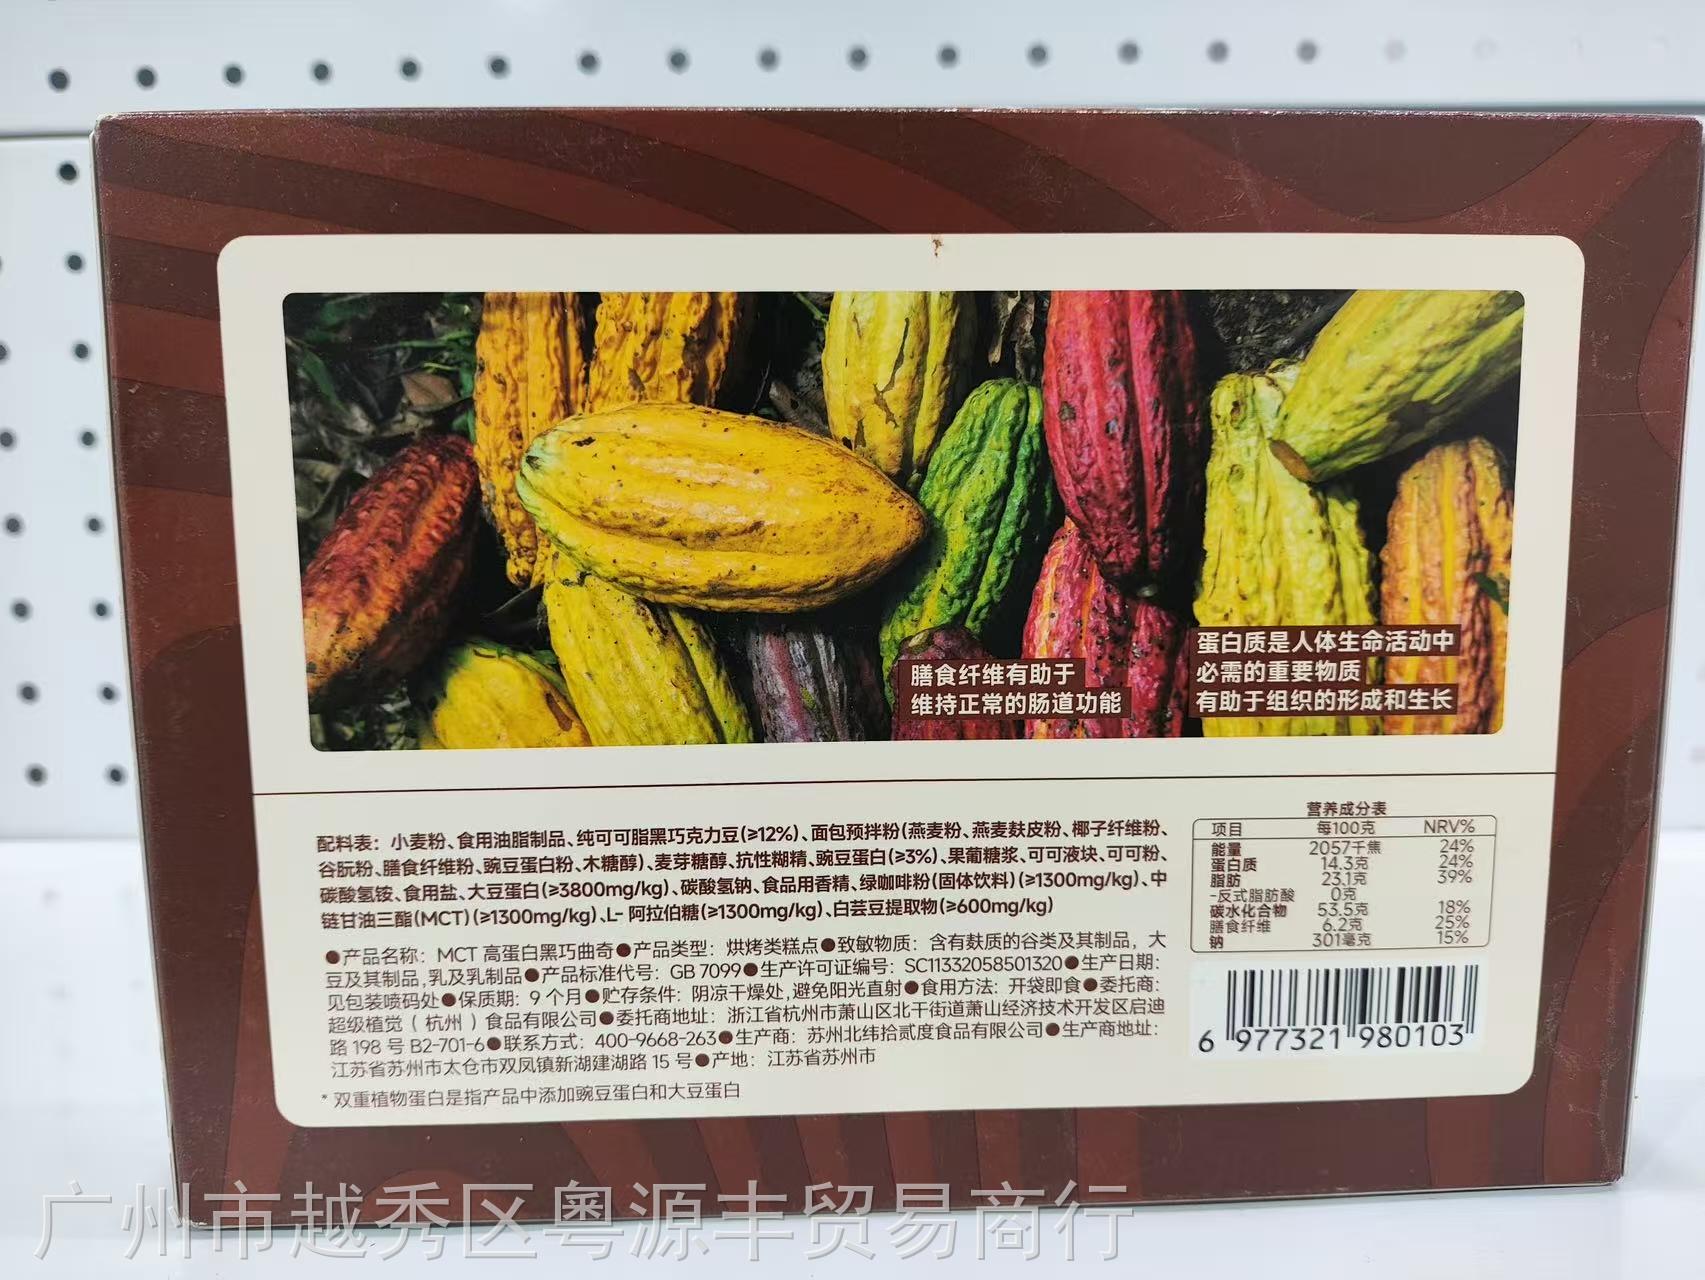 膳食纤维有助于
维持正常的肠道功能
蛋白质是人体生命活动中
必需的重要物质
有助于组织的形成和生长
配料表：小麦粉、食用油脂制品、纯可可脂黑巧克力豆(≥12%)、面包预拌粉(燕麦粉、燕麦麸皮粉、椰子纤维粉、
谷朊粉、膳食纤维粉、豌豆蛋白粉、木糖醇)、麦芽糖醇、抗性糊精、豌豆蛋白(≥3%)、果葡糖浆、可可液块、可可粉、
碳酸氢铵、食用盐、大豆蛋白(≥3800mg/kg)、碳酸氢钠、食品用香精、绿咖啡粉(固体饮料)(≥1300mg/kg)、中
链甘油三酯(MCT)(≥1300mg/kg)、L- 阿拉伯糖(≥1300mg/kg)、白芸豆提取物(≥600mg/kg)
●产品名称：MCT 高蛋白黑巧曲奇●产品类型：烘烤类糕点●致敏物质：含有麸质的谷类及其制品，大
豆及其制品,乳及乳制品●产品标准代号：GB 7099●生产许可证编号：SC11332058501320●生产日期：
见包装喷码处●保质期：9 个月●贮存条件：阴凉干燥处,避免阳光直射●食用方法：开袋即食●委托商：
超级植觉（杭州）食品有限公司●委托商地址：浙江省杭州市萧山区北干街道萧山经济技术开发区启迪
路 198 号 B2-701-6●联系方式：400-9668-263●生产商：苏州北纬拾贰度食品有限公司●生产商地址：
江苏省苏州市太仓市双凤镇新湖建湖路 15 号●产地：江苏省苏州市
* 双重植物蛋白是指产品中添加豌豆蛋白和大豆蛋白
营养成分表
项目 每100克 NRV%
能量 2057千焦 24%
蛋白质 14.3克 24%
脂肪 23.1克 39%
-反式脂肪酸 0克
碳水化合物 53.5克 18%
膳食纤维 6.2克 25%
钠 301毫克 15%
6 977321 980103
广州市越秀区粤源丰贸易商行